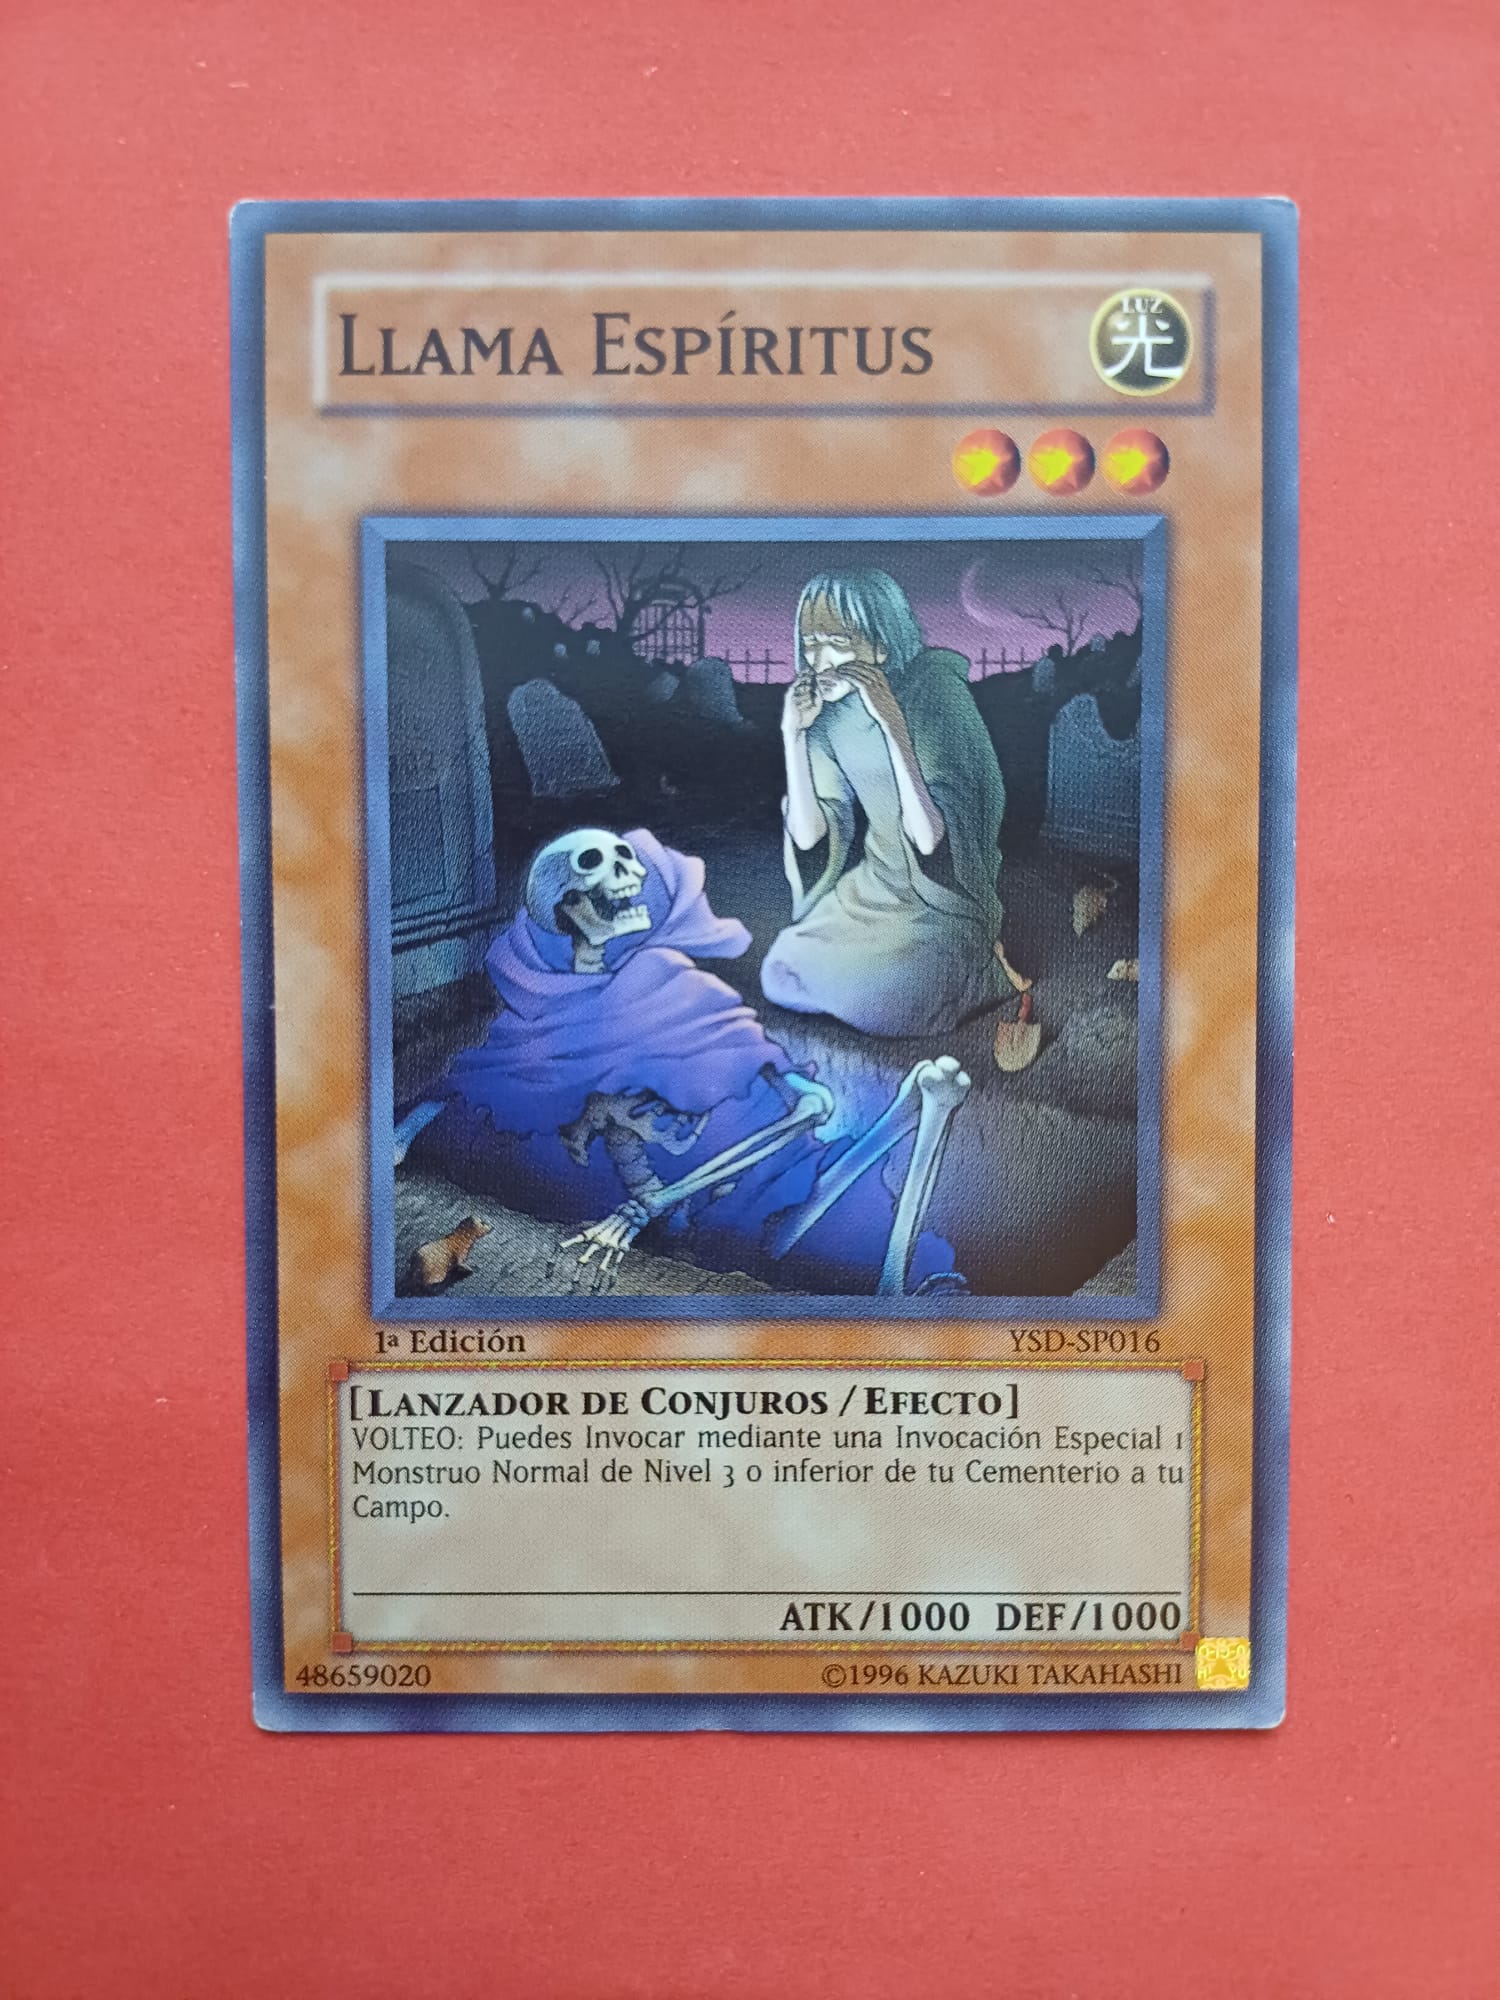 LLAMA ESPÍRITUS
LUZ
光
1ª Edición
YSD-SP016
[LANZADOR DE CONJUROS / EFECTO]
VOLTEO: Puedes Invocar mediante una Invocación Especial 1
Monstruo Normal de Nivel 3 o inferior de tu Cementerio a tu
Campo.
ATK/1000 DEF/1000
48659020
©1996 KAZUKI TAKAHASHI